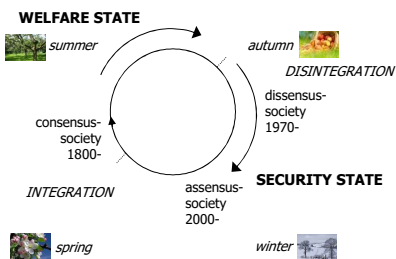 WELFARE STATE
summer
autumn
DISINTEGRATION
dissensus-
society
1970-
consensus-
society
1800-
INTEGRATION
assensus-
society
2000-
SECURITY STATE
spring
winter